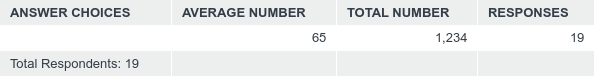 ANSWER CHOICES AVERAGE NUMBER TOTAL NUMBER RESPONSES
65 1,234 19
Total Respondents: 19